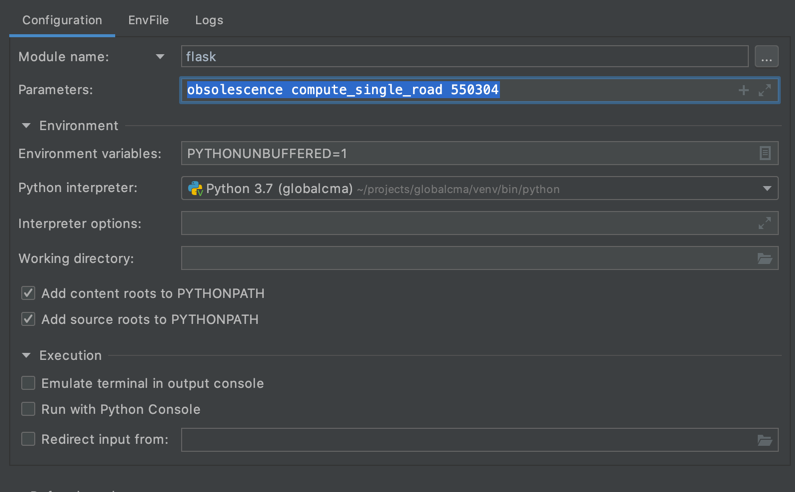 Configuration EnvFile Logs
Module name: flask ...
Parameters: obsolescence compute_single_road 550304
Environment
Environment variables: PYTHONUNBUFFERED=1
Python interpreter: Python 3.7 (globalcma) ~/projects/globalcma/venv/bin/python
Interpreter options:
Working directory:
Add content roots to PYTHONPATH
Add source roots to PYTHONPATH
Execution
Emulate terminal in output console
Run with Python Console
Redirect input from: